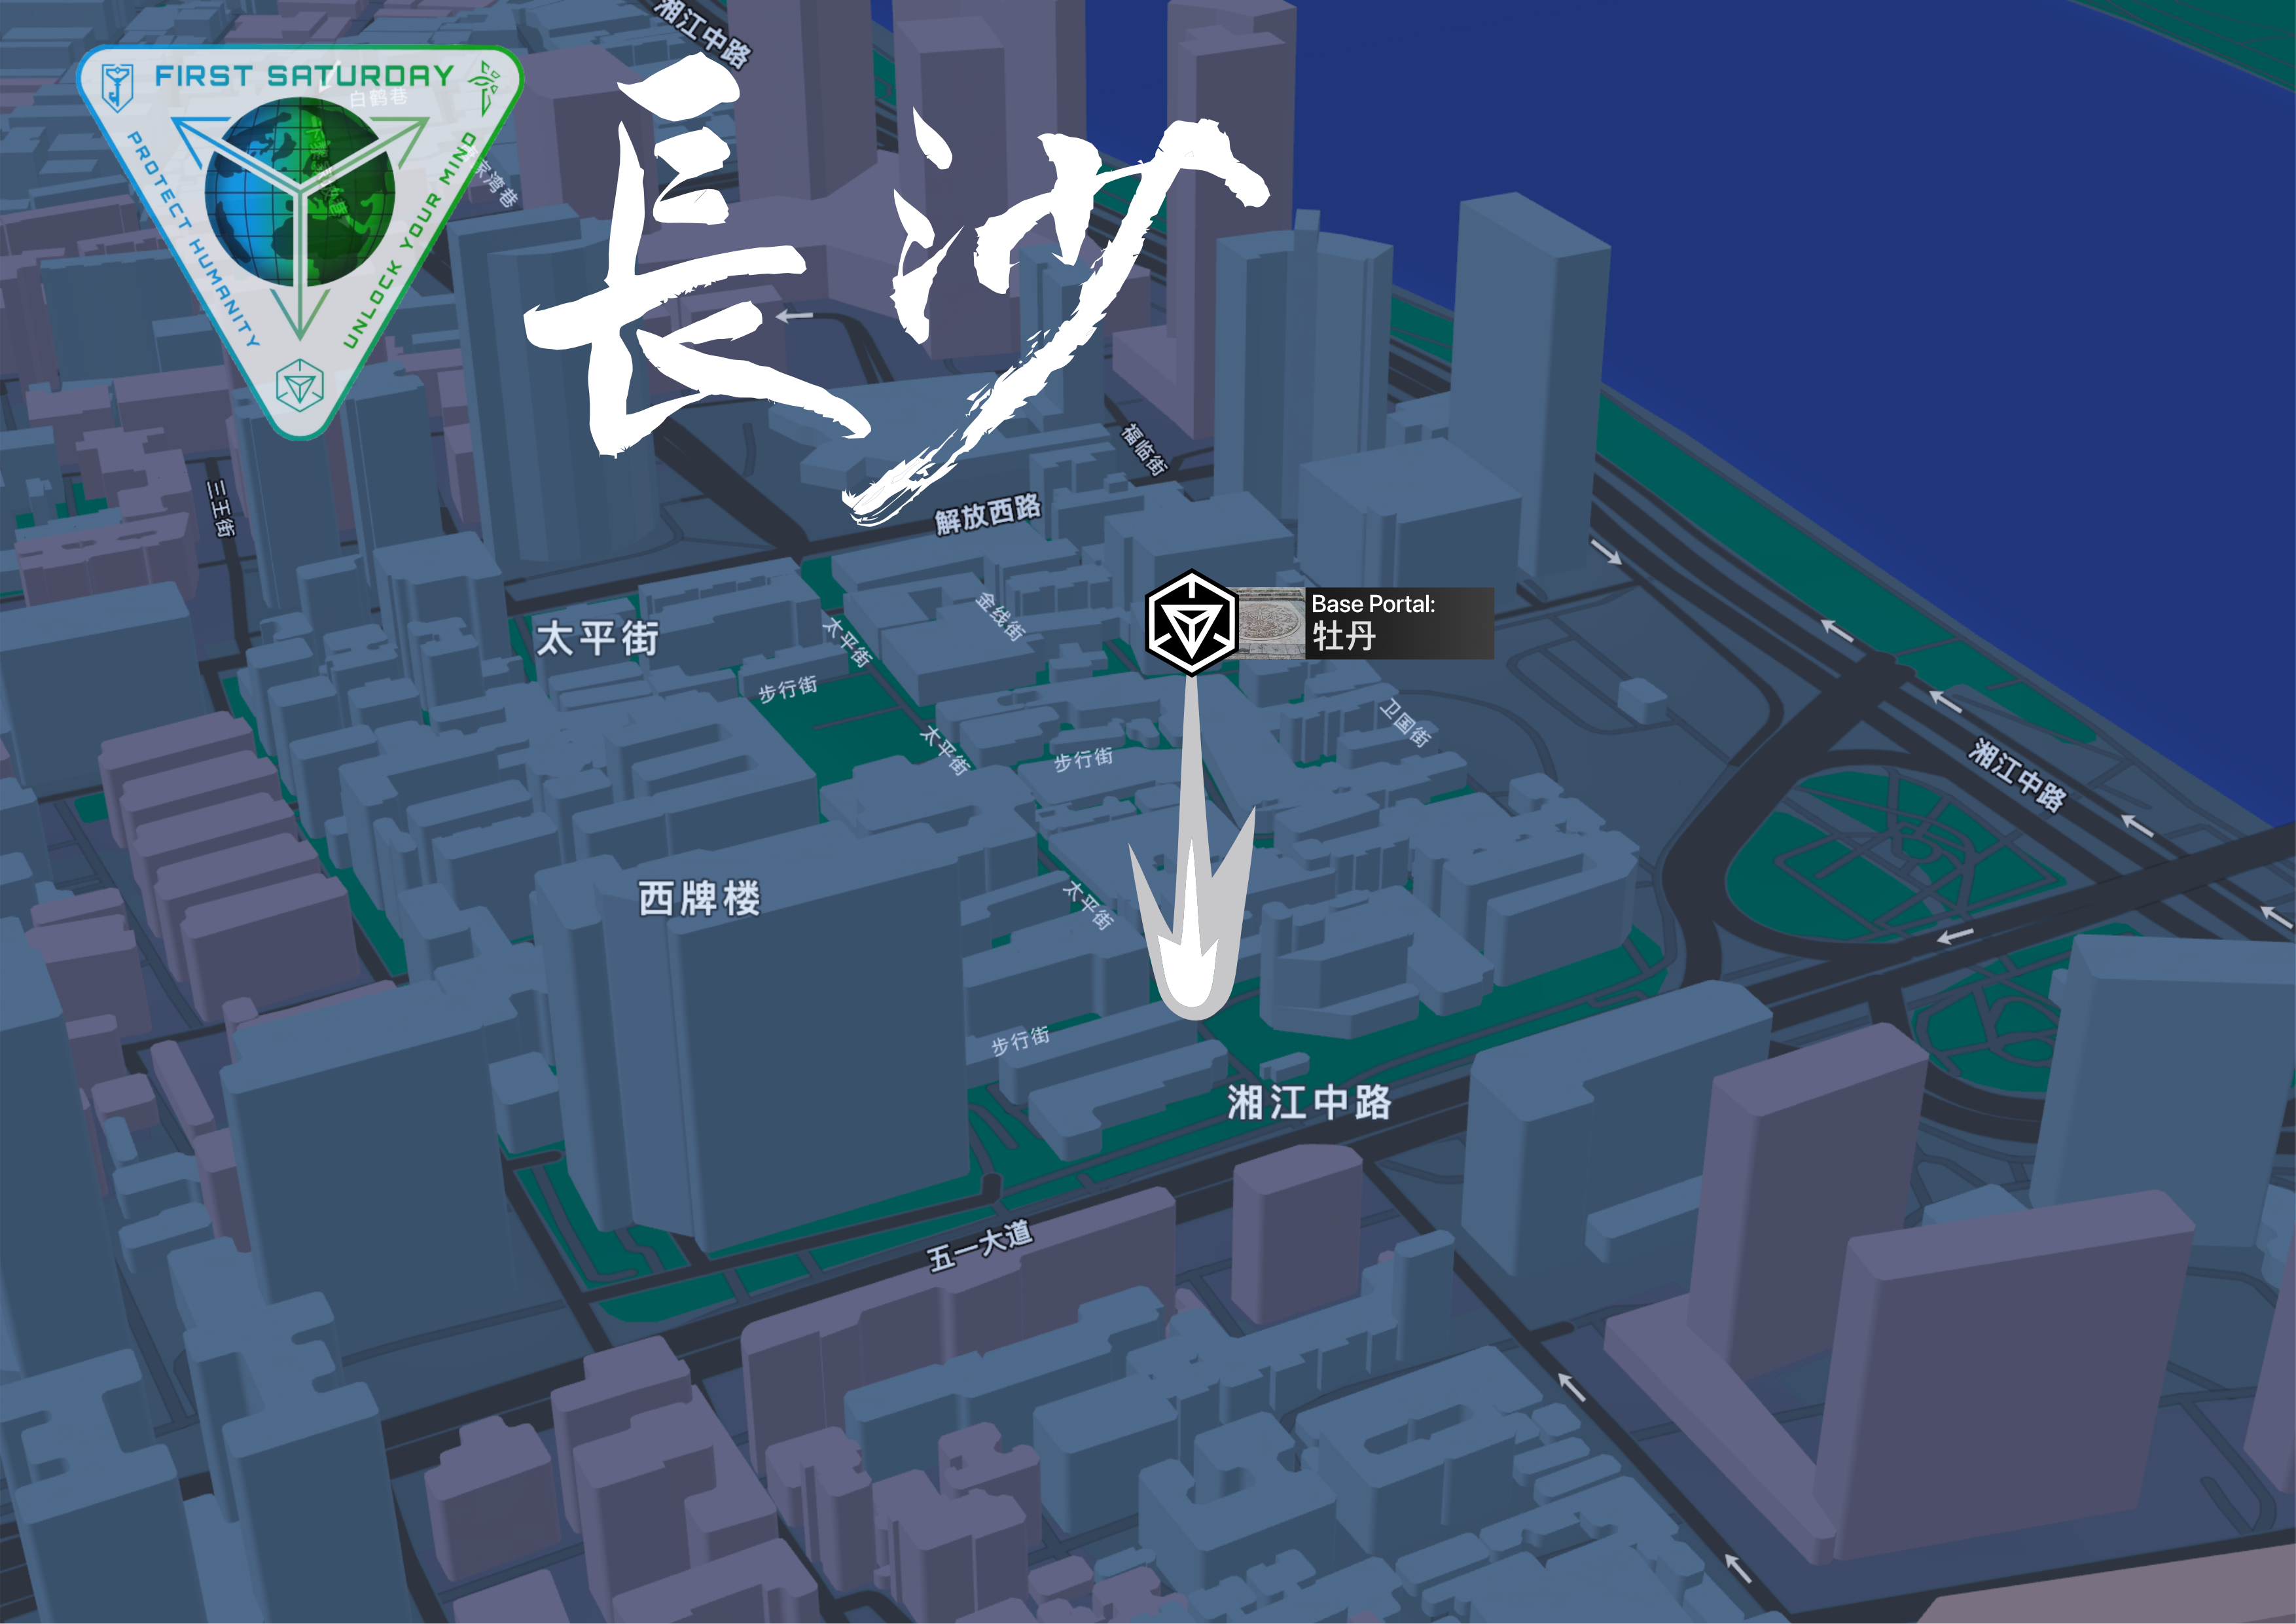 湘江中路
FIRST SATURDAY
PROTECT HUMANITY
UNLOCK YOUR MIND
白鹤巷
長沙
福临街
三王街
解放西路
金线街
Base Portal:
牡丹
太平街
太平街
步行街
卫国街
太平街
步行街
湘江中路
西牌楼
太平街
步行街
湘江中路
五一大道